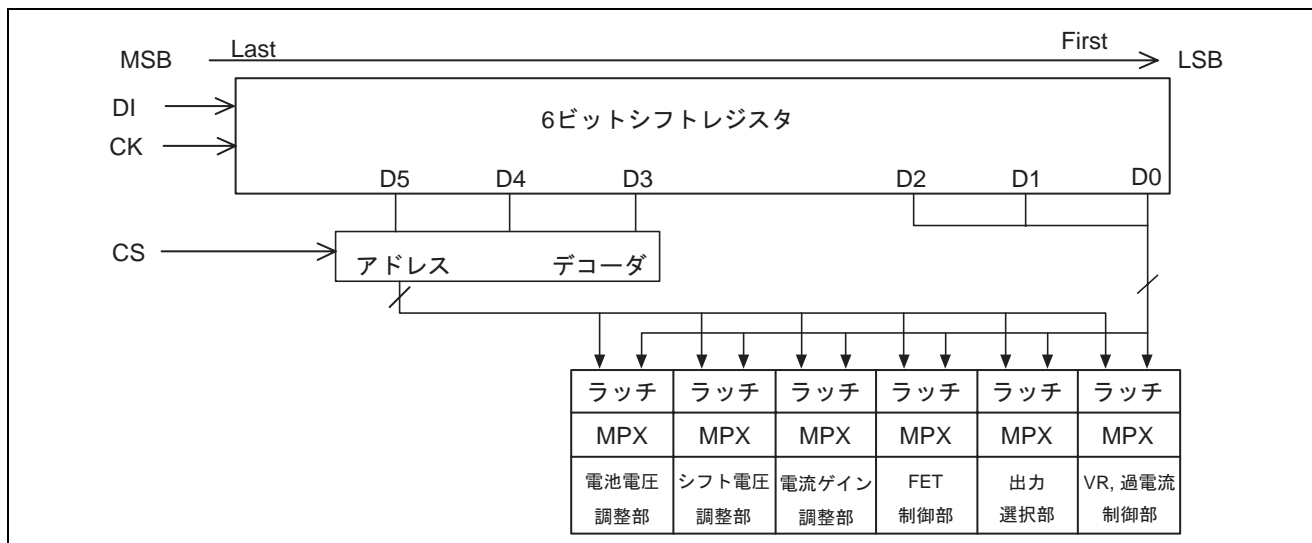 MSB Last First LSB
DI
6ビットシフトレジスタ
CK
D5 D4 D3 D2 D1 D0
CS
アドレス デコーダ
ラッチ ラッチ ラッチ ラッチ ラッチ ラッチ
MPX MPX MPX MPX MPX MPX
電池電圧 シフト電圧 電流ゲイン FET 出力 VR, 過電流
調整部 調整部 調整部 制御部 選択部 制御部